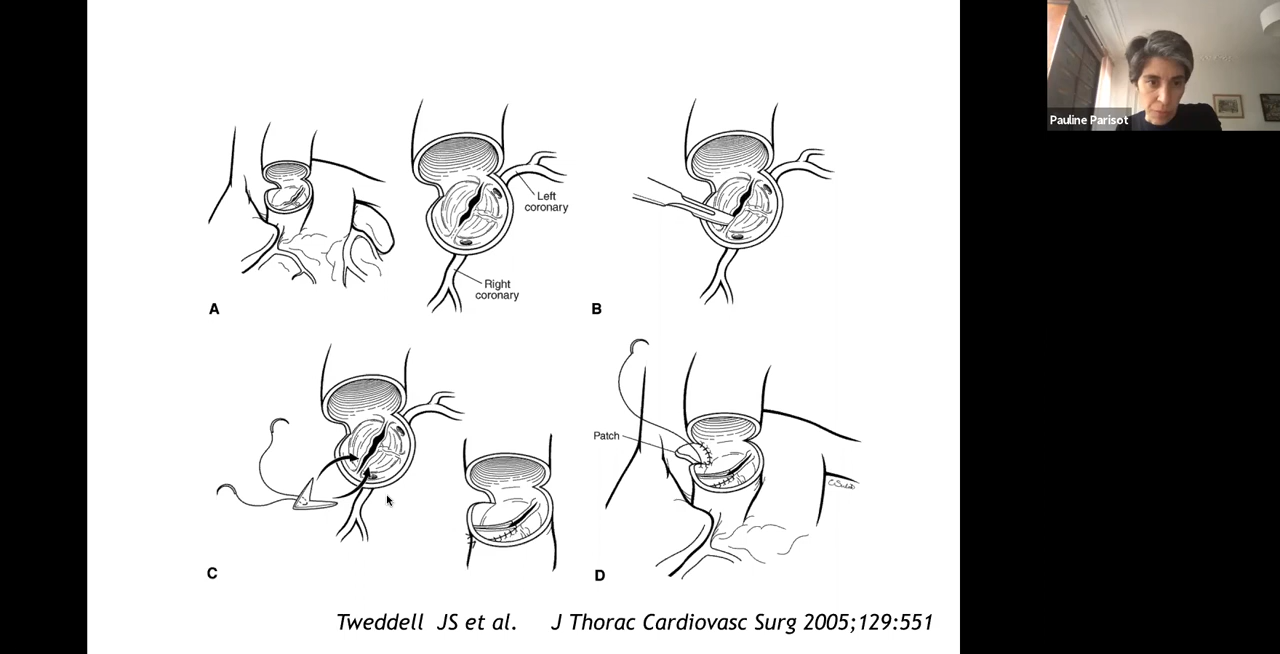 Pauline Parisot
Left
coronary
Right
coronary
A
B
Patch
C
D
Tweddell JS et al. J Thorac Cardiovasc Surg 2005;129:551